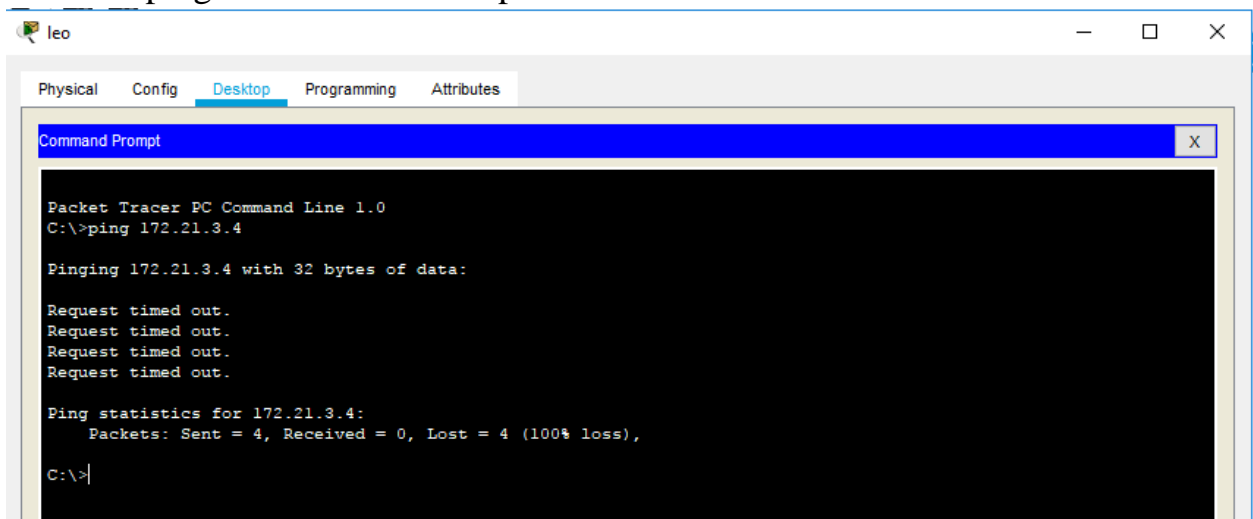 leo
Physical Config Desktop Programming Attributes
Command Prompt X
Packet Tracer PC Command Line 1.0
C:\>ping 172.21.3.4
Pinging 172.21.3.4 with 32 bytes of data:
Request timed out.
Request timed out.
Request timed out.
Request timed out.
Ping statistics for 172.21.3.4:
    Packets: Sent = 4, Received = 0, Lost = 4 (100% loss),
C:\>